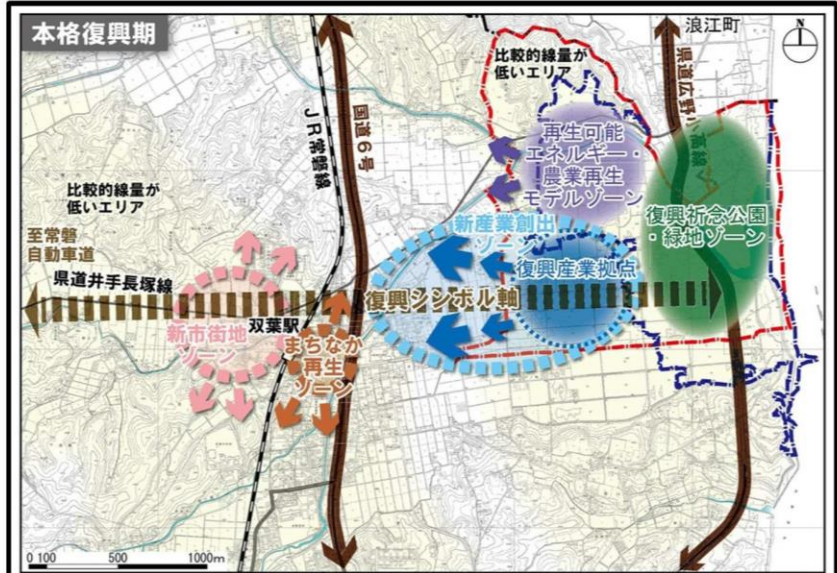 本格復興期
浪江町
N
比較的線量が
低いエリア
県道広野小高線
国道6号
JR常磐線
再生可能
エネルギー・
農業再生
モデルゾーン
比較的線量が
低いエリア
復興祈念公園
・緑地ゾーン
新産業創出
ゾーン
至常磐
自動車道
復興産業拠点
県道井手長塚線
復興シンボル軸
双葉駅
新市街地
ゾーン
まちなか
再生
ゾーン
0 100 500 1000m